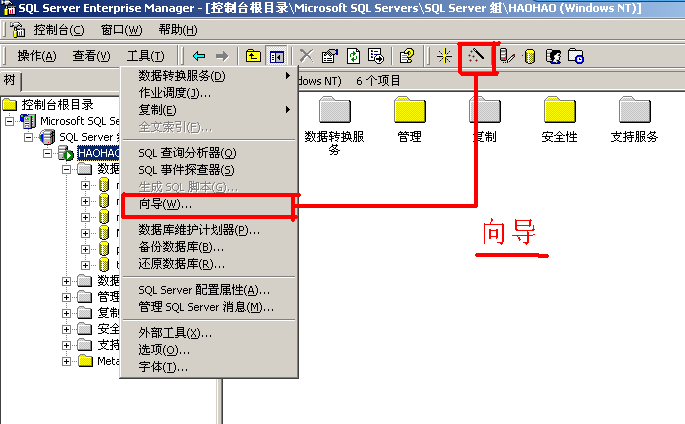 SQL Server Enterprise Manager - [控制台根目录\Microsoft SQL Servers\SQL Server 组\HAOHAO (Windows NT)]
控制台(C) 窗口(W) 帮助(H)
操作(A) 查看(V) 工具(T)
树
dows NT) 6 个项目
数据转换服务(D)
作业调度(J)...
复制(E)
全文索引(F)...
SQL 查询分析器(Q)
SQL 事件探查器(S)
生成 SQL 脚本(G)...
向导(W)...
数据库维护计划器(P)...
备份数据库(B)...
还原数据库(R)...
SQL Server 配置属性(A)...
管理 SQL Server 消息(M)...
外部工具(X)...
选项(O)...
字体(T)...
控制台根目录
Microsoft SQL Se
SQL Server 组
HAOHAO
数据
数据
管理
复制
安全
支持
Meta
数据转换服
务
管理
复制
安全性
支持服务
向导